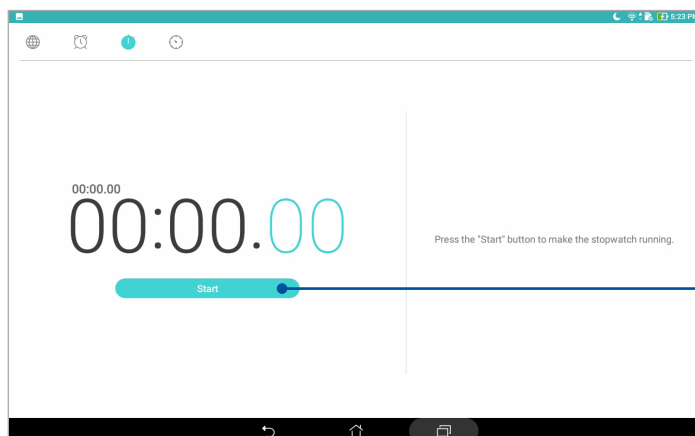 5:23 PM
00:00.00
00:00.00
Start
Press the "Start" button to make the stopwatch running.